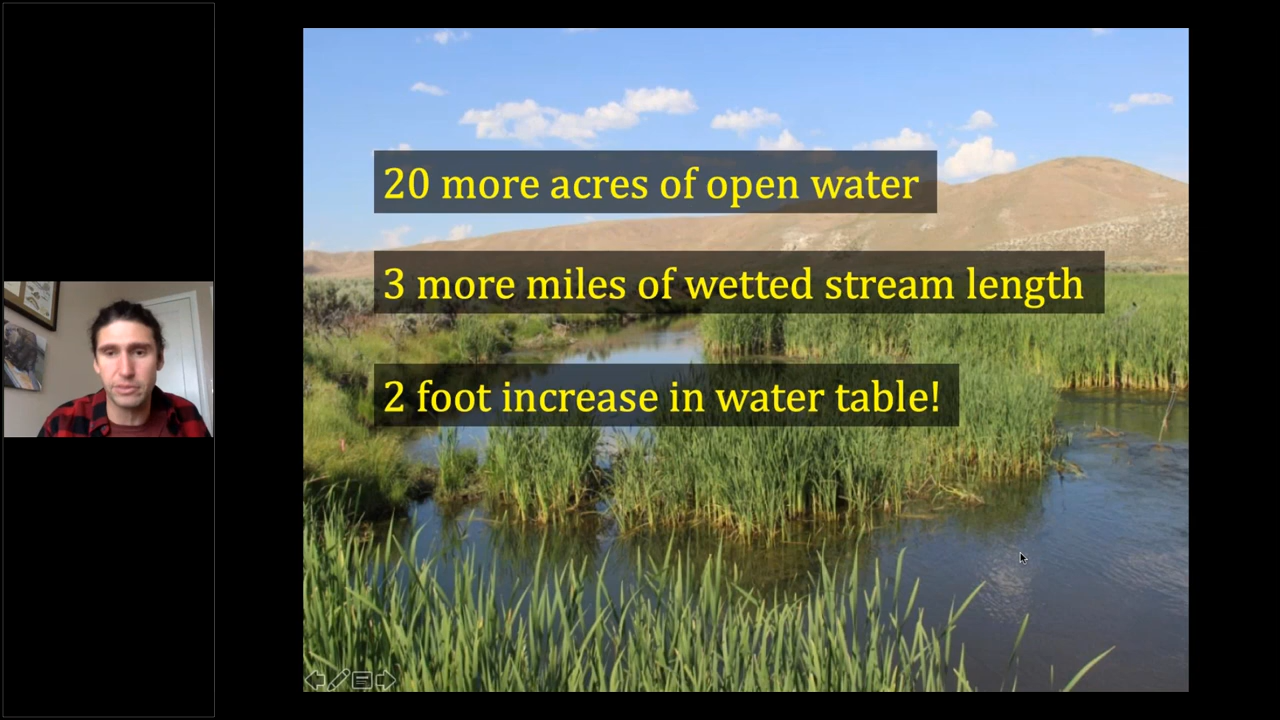 20 more acres of open water
3 more miles of wetted stream length
2 foot increase in water table!